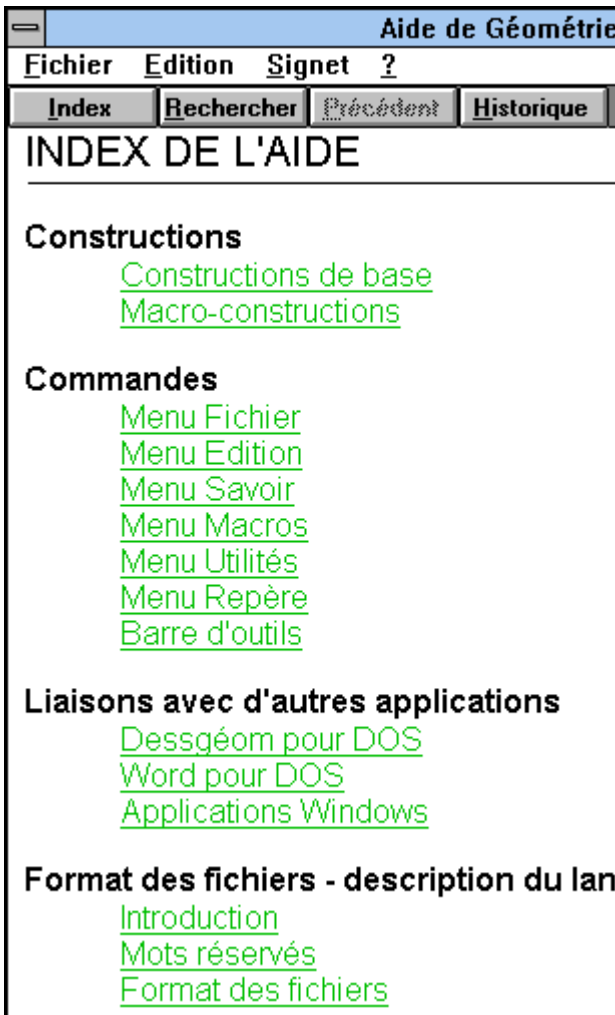 Aide de Géométrie
Fichier Edition Signet ?
Index Rechercher Précédent Historique
INDEX DE L'AIDE
Constructions
Constructions de base
Macro-constructions
Commandes
Menu Fichier
Menu Edition
Menu Savoir
Menu Macros
Menu Utilités
Menu Repère
Barre d'outils
Liaisons avec d'autres applications
Dessgéom pour DOS
Word pour DOS
Applications Windows
Format des fichiers - description du lan
Introduction
Mots réservés
Format des fichiers